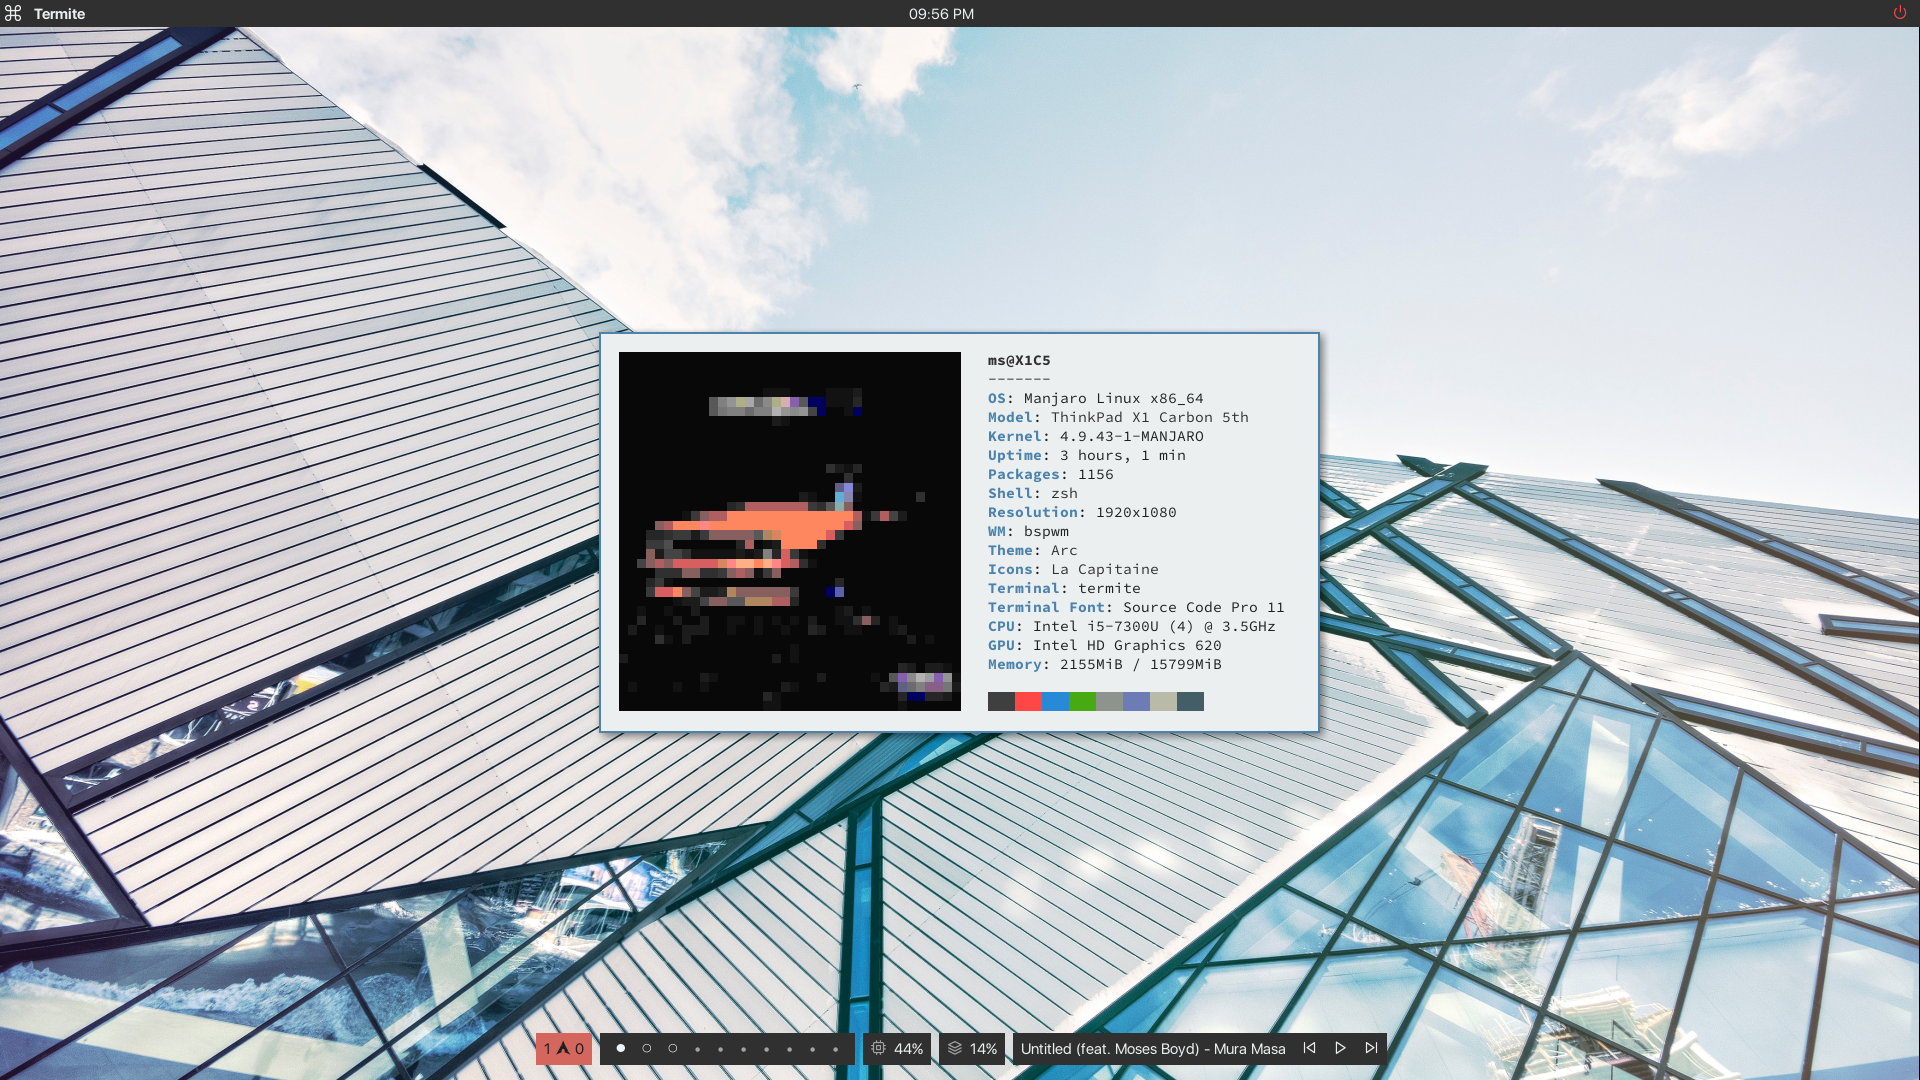 Termite
09:56 PM
ms@X1C5
-------
OS: Manjaro Linux x86_64
Model: ThinkPad X1 Carbon 5th
Kernel: 4.9.43-1-MANJARO
Uptime: 3 hours, 1 min
Packages: 1156
Shell: zsh
Resolution: 1920x1080
WM: bspwm
Theme: Arc
Icons: La Capitaine
Terminal: termite
Terminal Font: Source Code Pro 11
CPU: Intel i5-7300U (4) @ 3.5GHz
GPU: Intel HD Graphics 620
Memory: 2155MiB / 15799MiB
1 0 44% 14% Untitled (feat. Moses Boyd) - Mura Masa